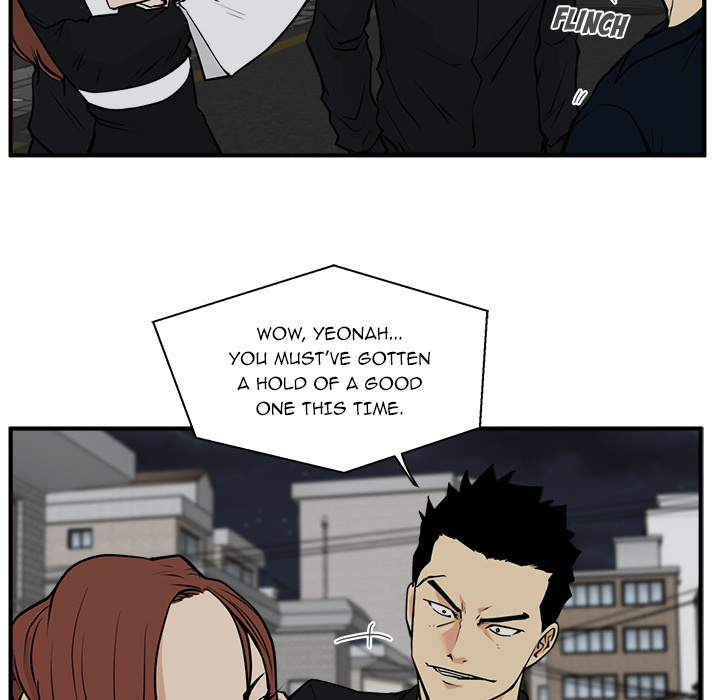 FLINCH
WOW, YEONAH...
YOU MUST'VE GOTTEN
A HOLD OF A GOOD
ONE THIS TIME.